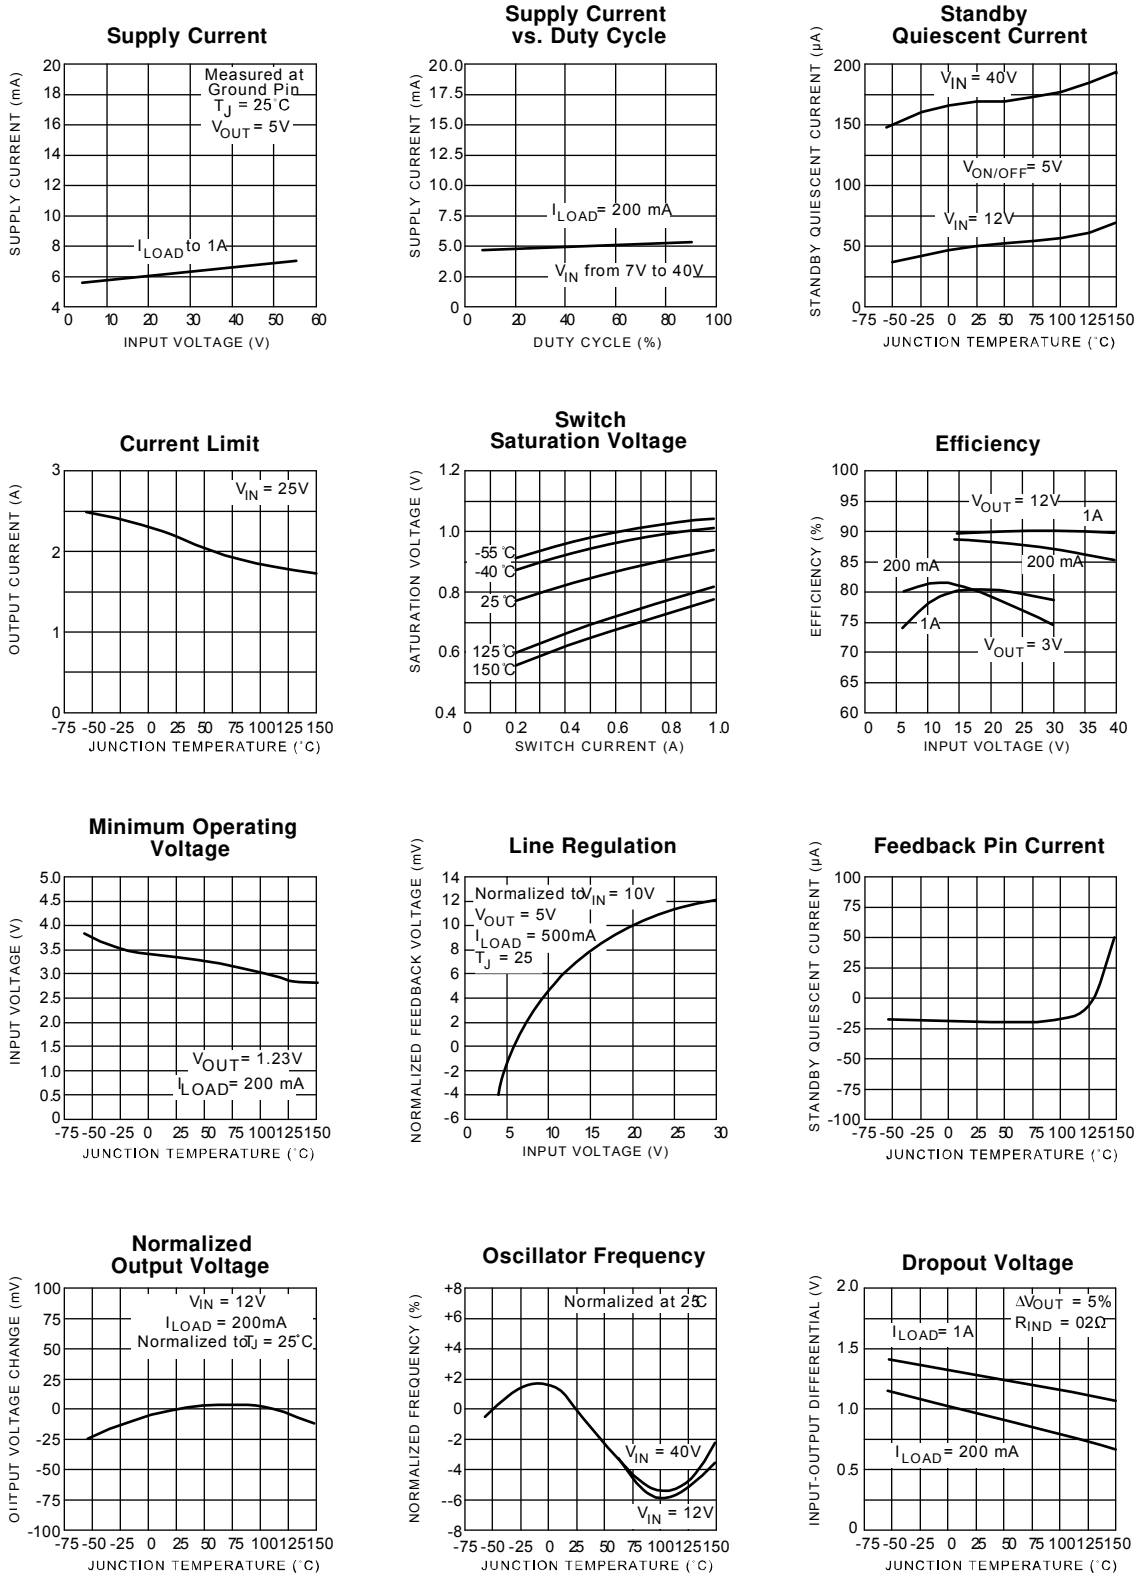 Supply Current
SUPPLY CURRENT (mA)
20
18
16
14
12
10
8
6
4
Measured at
Ground Pin
TJ = 25°C
VOUT = 5V
ILOAD to 1A
0 10 20 30 40 50 60
INPUT VOLTAGE (V)
Supply Current
vs. Duty Cycle
SUPPLY CURRENT (mA)
20.0
17.5
15.0
12.5
10.0
7.5
5.0
2.0
0
ILOAD = 200 mA
VIN from 7V to 40V
0 20 40 60 80 100
DUTY CYCLE (%)
Standby
Quiescent Current
STANDBY QUIESCENT CURRENT (µA)
200
150
100
50
0
VIN = 40V
VON/OFF = 5V
VIN = 12V
-75 -50 -25 0 25 50 75 100 125 150
JUNCTION TEMPERATURE (°C)
Current Limit
OUTPUT CURRENT (A)
3
2
1
0
VIN = 25V
-75 -50 -25 0 25 50 75 100 125 150
JUNCTION TEMPERATURE (°C)
Switch
Saturation Voltage
SATURATION VOLTAGE (V)
1.2
1.0
0.8
0.6
0.4
-55°C
-40°C
25°C
125°C
150°C
0 0.2 0.4 0.6 0.8 1.0
SWITCH CURRENT (A)
Efficiency
EFFICIENCY (%)
100
95
90
85
80
75
70
65
60
VOUT = 12V
1A
200 mA
200 mA
1A
VOUT = 3V
0 5 10 15 20 25 30 35 40
INPUT VOLTAGE (V)
Minimum Operating
Voltage
INPUT VOLTAGE (V)
5.0
4.5
4.0
3.5
3.0
2.5
2.0
1.5
1.0
0.5
0
VOUT = 1.23V
ILOAD = 200 mA
-75 -50 -25 0 25 50 75 100 125 150
JUNCTION TEMPERATURE (°C)
Line Regulation
NORMALIZED FEEDBACK VOLTAGE (mV)
14
12
10
8
6
4
2
0
-2
-4
-6
Normalized to VIN = 10V
VOUT = 5V
ILOAD = 500mA
TJ = 25
0 5 10 15 20 25 30
INPUT VOLTAGE (V)
Feedback Pin Current
STANDBY QUIESCENT CURRENT (µA)
100
75
50
25
0
-25
-50
-75
-100
-75 -50 -25 0 25 50 75 100 125 150
JUNCTION TEMPERATURE (°C)
Normalized
Output Voltage
OUTPUT VOLTAGE CHANGE (mV)
100
75
50
25
0
-25
-50
-75
-100
VIN = 12V
ILOAD = 200mA
Normalized to TJ = 25°C
-75 -50 -25 0 25 50 75 100 125 150
JUNCTION TEMPERATURE (°C)
Oscillator Frequency
NORMALIZED FREQUENCY (%)
+8
+6
+4
+2
0
-2
-4
--6
-8
Normalized at 25°C
VIN = 40V
VIN = 12V
-75 -50 -25 0 25 50 75 100 125 150
JUNCTION TEMPERATURE (°C)
Dropout Voltage
INPUT-OUTPUT DIFFERENTIAL (V)
2.0
1.5
1.0
0.5
0
ΔVOUT = 5%
RIND = 02Ω
ILOAD = 1A
ILOAD = 200 mA
-75 -50 -25 0 25 50 75 100 125 150
JUNCTION TEMPERATURE (°C)